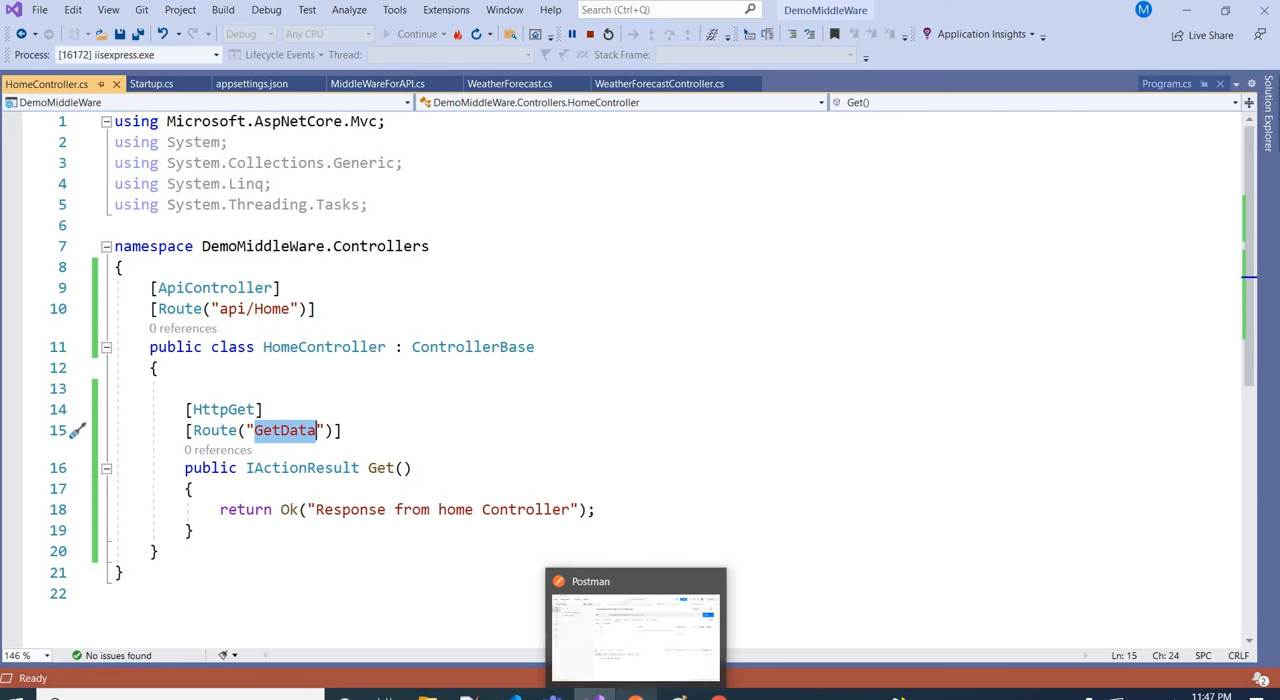 File Edit View Git Project Build Debug Test Analyze Tools Extensions Window Help Search (Ctrl+Q) DemoMiddleWare M
Debug Any CPU Continue Application Insights Live Share
Process: [16172] iisexpress.exe Lifecycle Events Thread: Stack Frame:
HomeController.cs Startup.cs appsettings.json MiddleWareForAPI.cs WeatherForecast.cs WeatherForecastController.cs Program.cs
DemoMiddleWare DemoMiddleWare.Controllers.HomeController Get()
Solution Explorer
1 using Microsoft.AspNetCore.Mvc;
2 using System;
3 using System.Collections.Generic;
4 using System.Linq;
5 using System.Threading.Tasks;
6
7 namespace DemoMiddleWare.Controllers
8 {
9 [ApiController]
10 [Route("api/Home")]
0 references
11 public class HomeController : ControllerBase
12 {
13
14 [HttpGet]
15 [Route("GetData")]
0 references
16 public IActionResult Get()
17 {
18 return Ok("Response from home Controller");
19 }
20 }
21 }
22
Postman
146 % No issues found Ln: 15 Ch: 24 SPC CRLF
Ready 2
11:47 PM